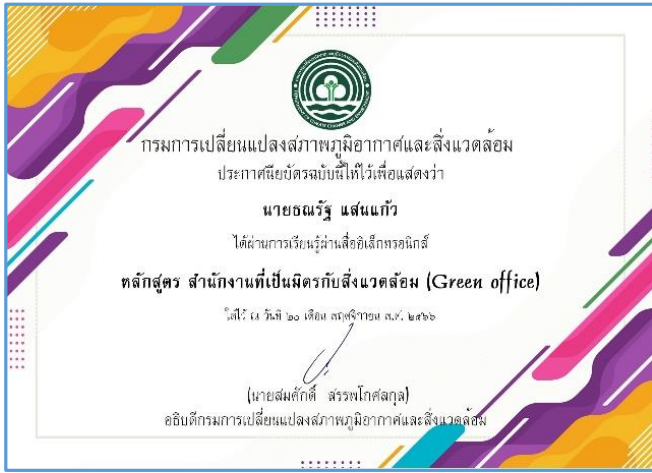 กรมการเปลี่ยนแปลงสภาพภูมิอากาศและสิ่งแวดล้อม
ประกาศนียบัตรฉบับนี้ให้ไว้เพื่อแสดงว่า
นายธณรัฐ แสนแก้ว
ได้ผ่านการเรียนรู้ผ่านสื่ออิเล็กทรอนิกส์
หลักสูตร สำนักงานที่เป็นมิตรกับสิ่งแวดล้อม (Green office)
ให้ไว้ ณ วันที่ ๒๐ เดือน พฤศจิกายน พ.ศ. ๒๕๖๖
(นายสมศักดิ์ สรรพโกศลกุล)
อธิบดีกรมการเปลี่ยนแปลงสภาพภูมิอากาศและสิ่งแวดล้อม